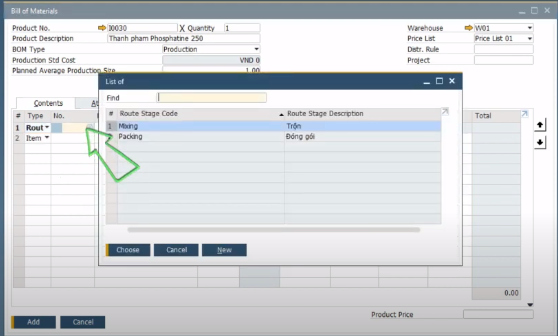 Bill of Materials
Product No. I0030 X Quantity 1 Warehouse W01
Product Description Thanh pham Phosphatine 250 Price List Price List 01
BOM Type Production Distr. Rule
Production Std Cost VND 0 Project
Planned Average Production Size 1.00
List of
Find
Contents
# Type No. Total
# Route Stage Code Route Stage Description
1 Rout
1 Mixing Trộn
2 Item
2 Packing Đóng gói
Choose Cancel New
0.00
Product Price
Add Cancel